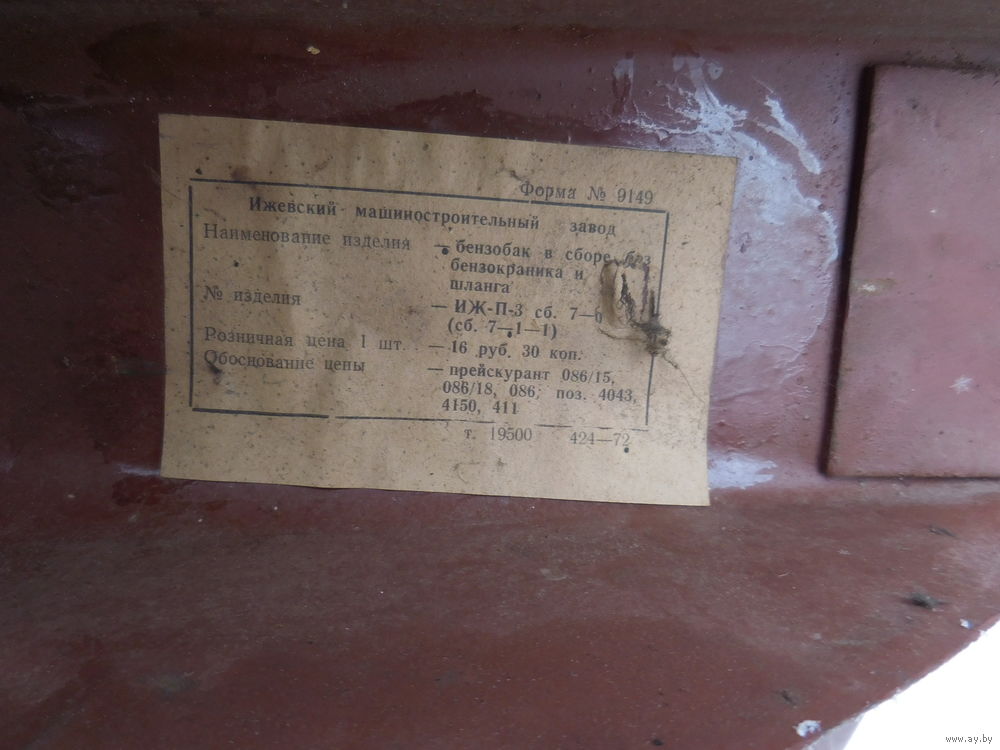 Форма № 9149
Ижевский машиностроительный завод
Наименование изделия — бензобак в сборе без
бензокраника и
шланга
№ изделия — ИЖ-П-3 сб. 7—
(сб. 7—1—1)
Розничная цена 1 шт. — 16 руб. 30 коп.
Обоснование цены — прейскурант 086/15,
086/18, 086; поз. 4043,
4150, 411
т. 19500 424—72
www.ay.by